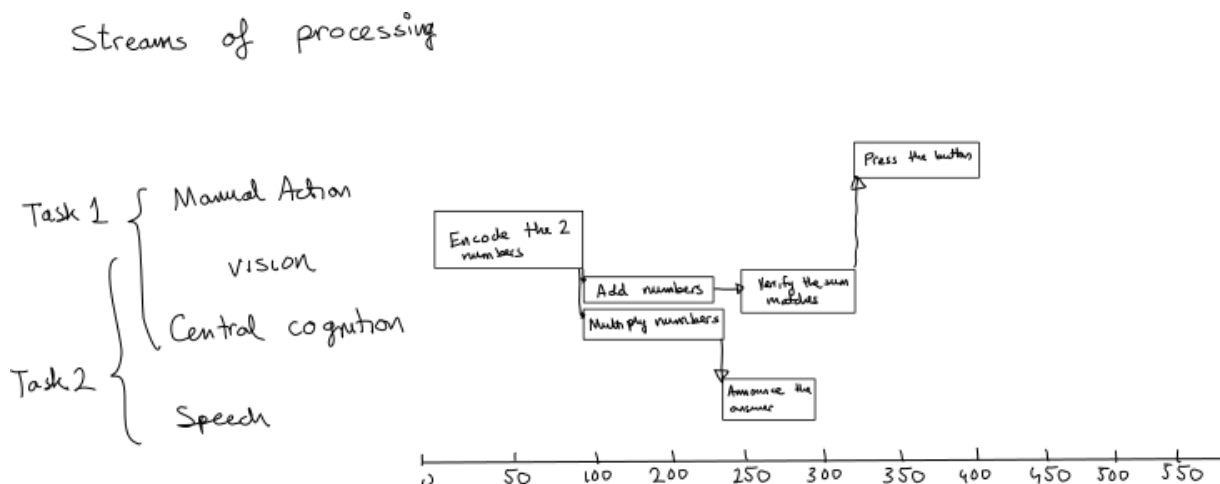 Streams of processing
Press the button
Task 1
Manual Action
Encode the 2
numbers
vision
Add numbers
Verify the sum
matches
Multiply numbers
Central cognition
Task 2
Announce the
answer
Speech
0 50 100 200 250 300 350 400 450 500 550